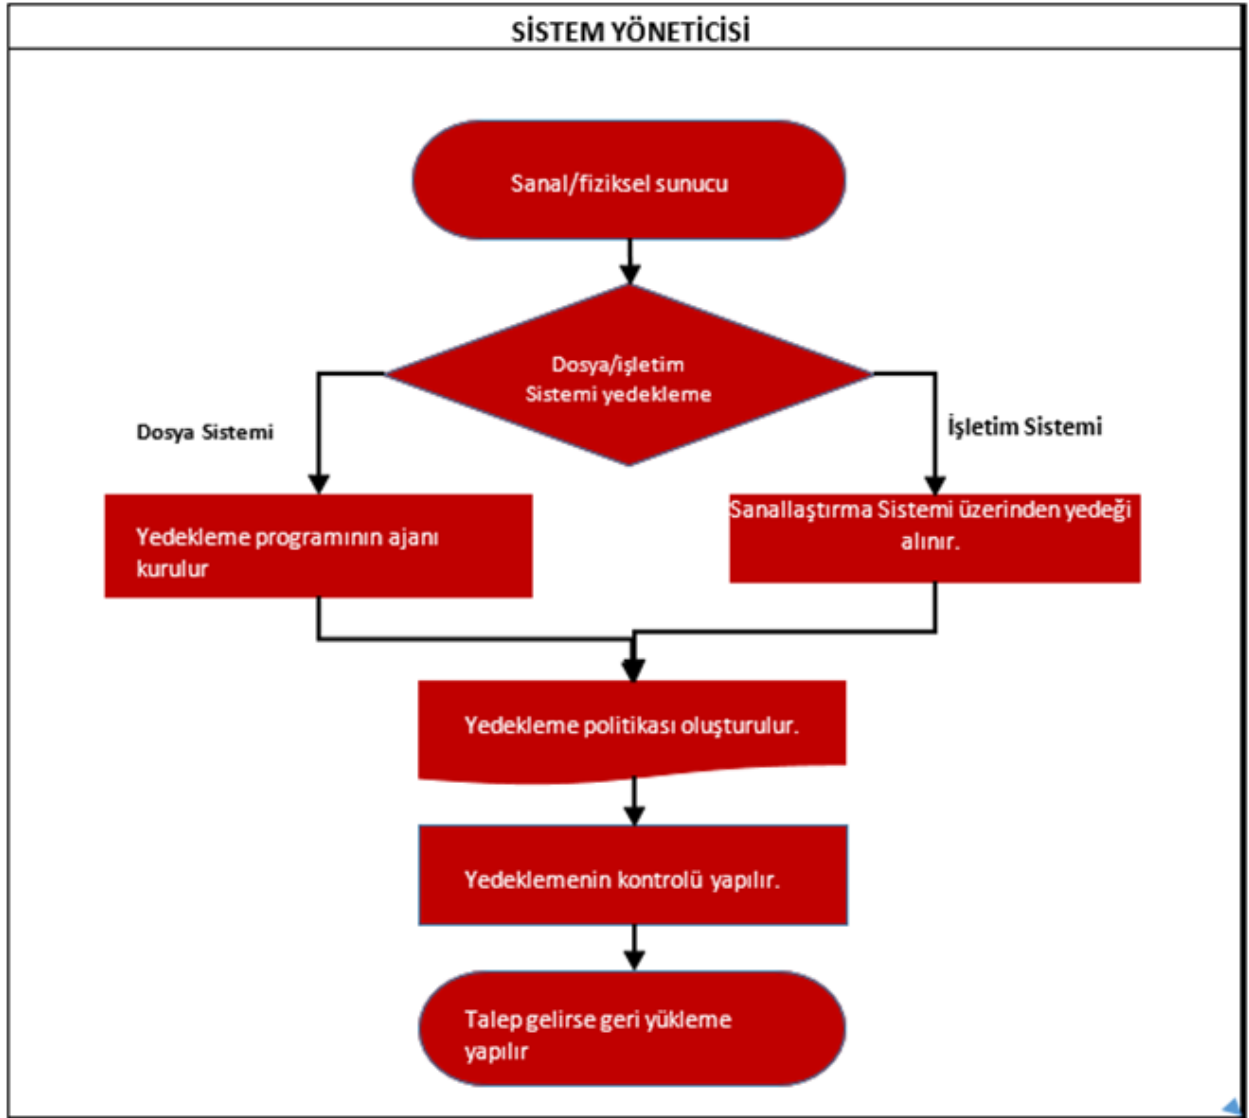 SİSTEM YÖNETİCİSİ
Sanal/fiziksel sunucu
Dosya/işletim
Sistemi yedekleme
Dosya Sistemi
İşletim Sistemi
Yedekleme programının ajanı
kurulur
Sanallaştırma Sistemi üzerinden yedeği
alınır.
Yedekleme politikası oluşturulur.
Yedeklemenin kontrolü yapılır.
Talep gelirse geri yükleme
yapılır